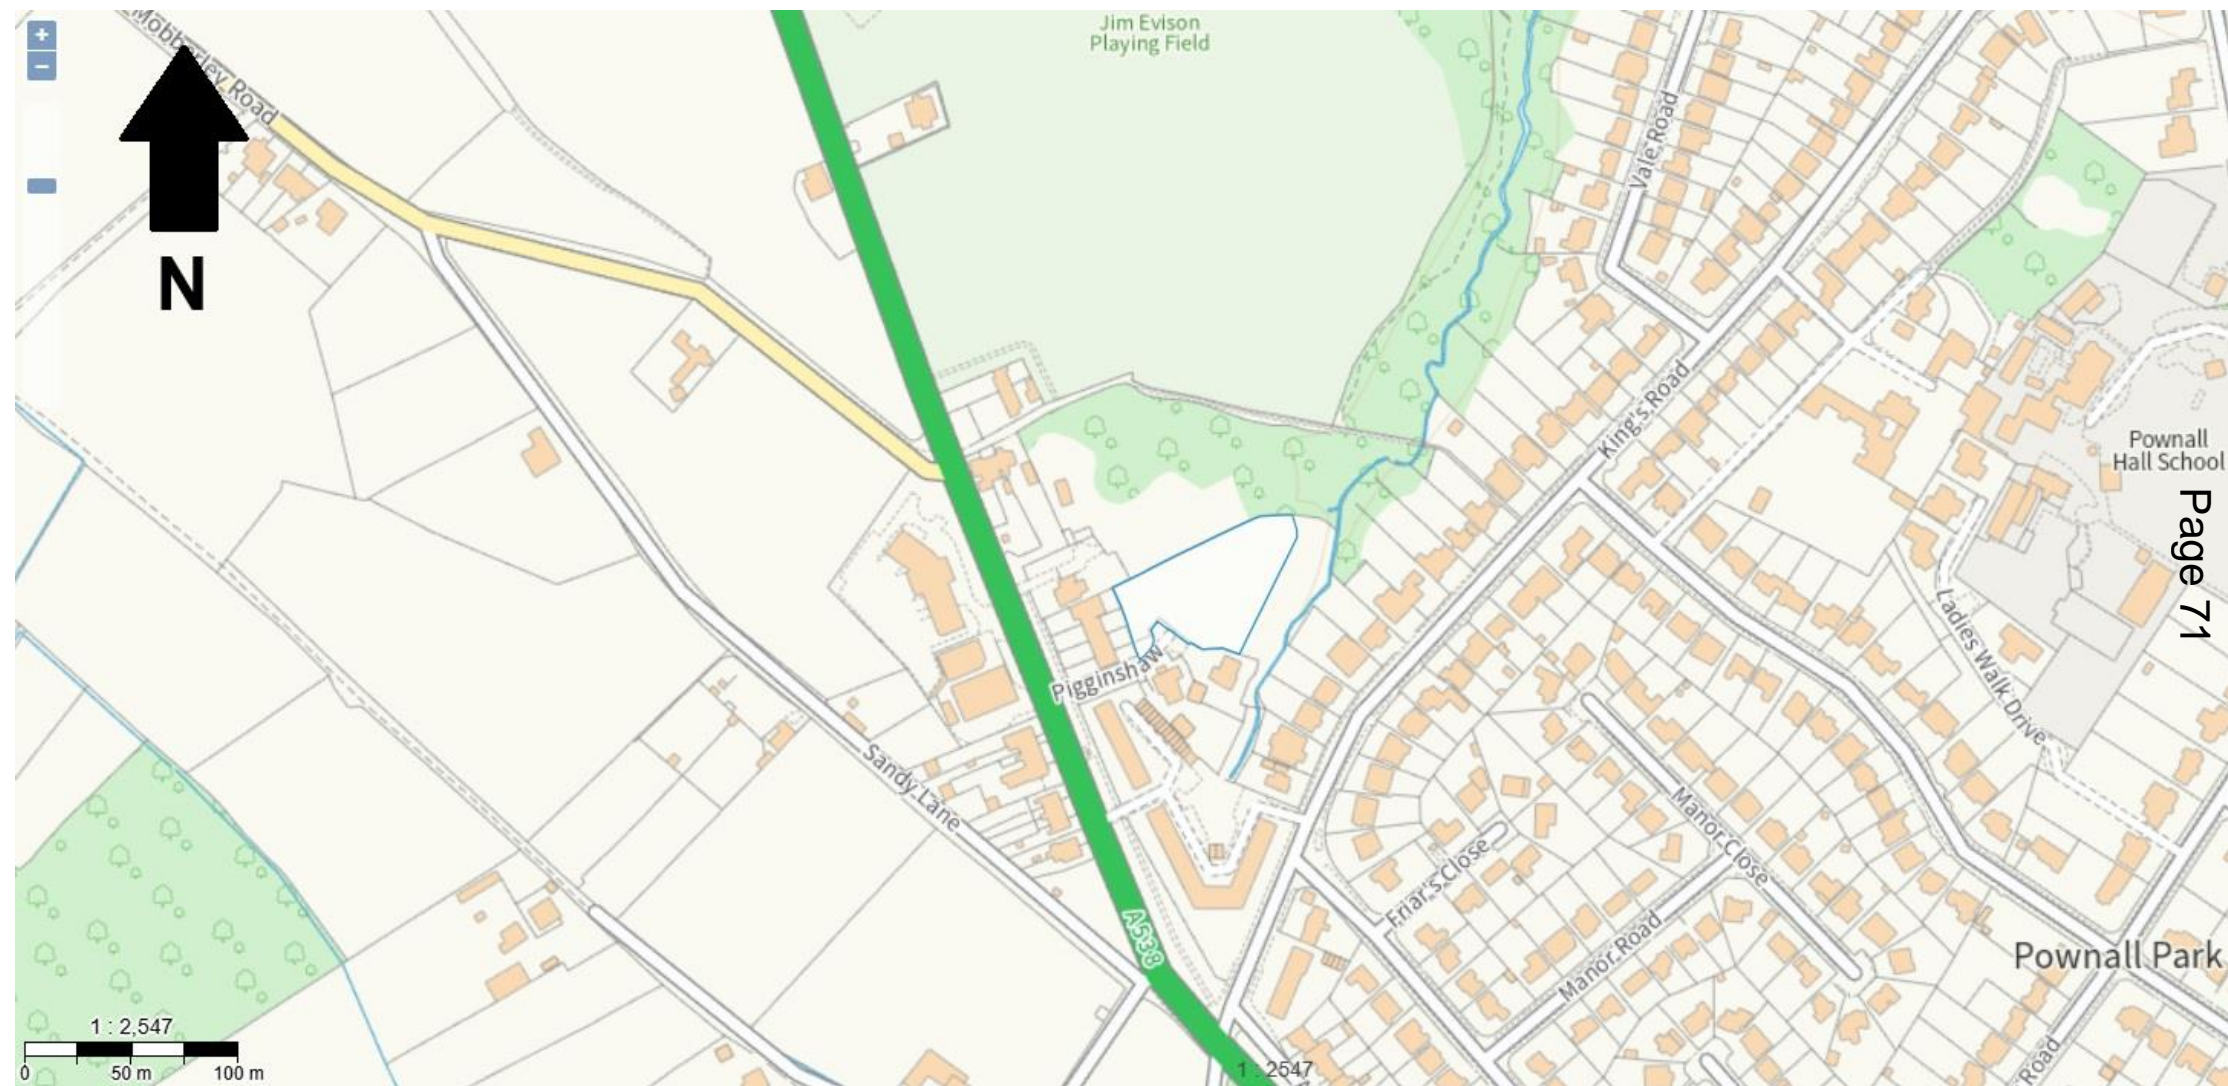 Mobberley Road
N
Jim Evison
Playing Field
Vale Road
King's Road
Pownall
Hall School
Page 71
Ladies Walk Drive
Pigginshaw
Sandy Lane
Manor Close
Friar's Close
Manor Road
A538
Pownall Park
Road
1 : 2,547
0 50 m 100 m
1 : 2547
+
−